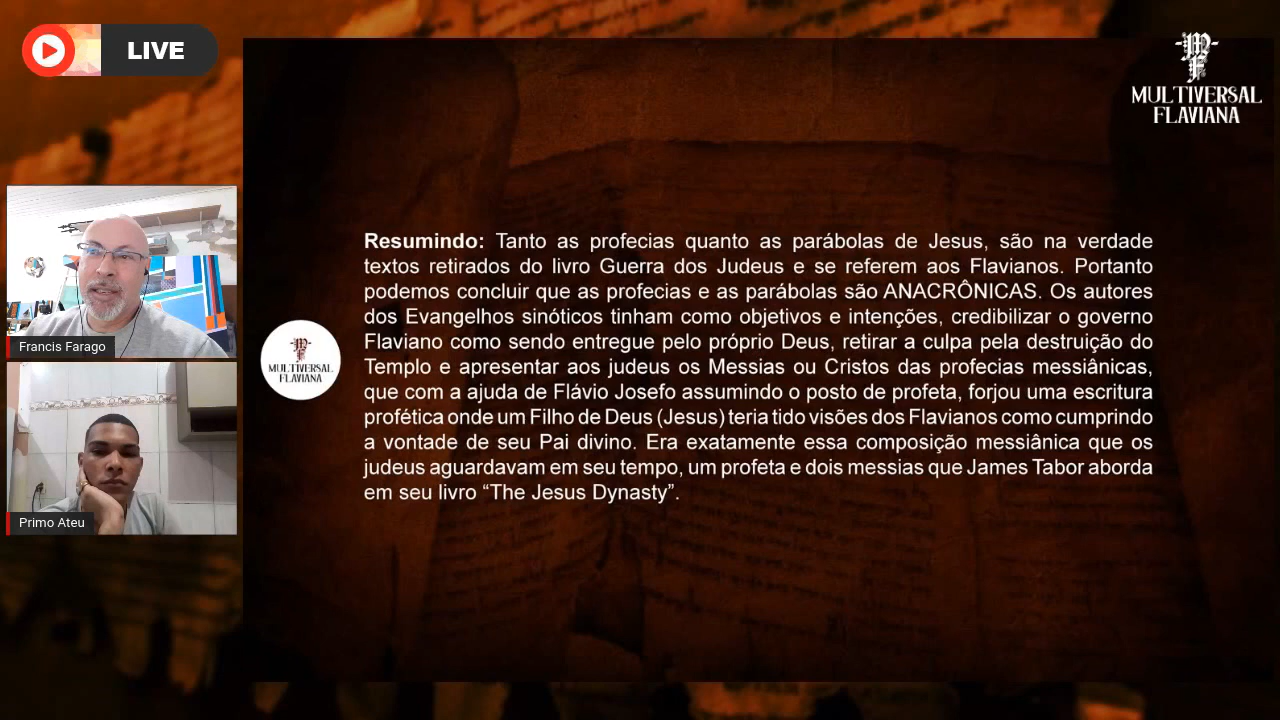 LIVE
MULTIVERSAL
FLAVIANA
Resumindo: Tanto as profecias quanto as parábolas de Jesus, são na verdade
textos retirados do livro Guerra dos Judeus e se referem aos Flavianos. Portanto
podemos concluir que as profecias e as parábolas são ANACRÔNICAS. Os autores
dos Evangelhos sinóticos tinham como objetivos e intenções, credibilizar o governo
Flaviano como sendo entregue pelo próprio Deus, retirar a culpa pela destruição do
Templo e apresentar aos judeus os Messias ou Cristos das profecias messiânicas,
que com a ajuda de Flávio Josefo assumindo o posto de profeta, forjou uma escritura
profética onde um Filho de Deus (Jesus) teria tido visões dos Flavianos como cumprindo
a vontade de seu Pai divino. Era exatamente essa composição messiânica que os
judeus aguardavam em seu tempo, um profeta e dois messias que James Tabor aborda
em seu livro “The Jesus Dynasty”.
MULTIVERSAL
FLAVIANA
Francis Farago
Primo Ateu